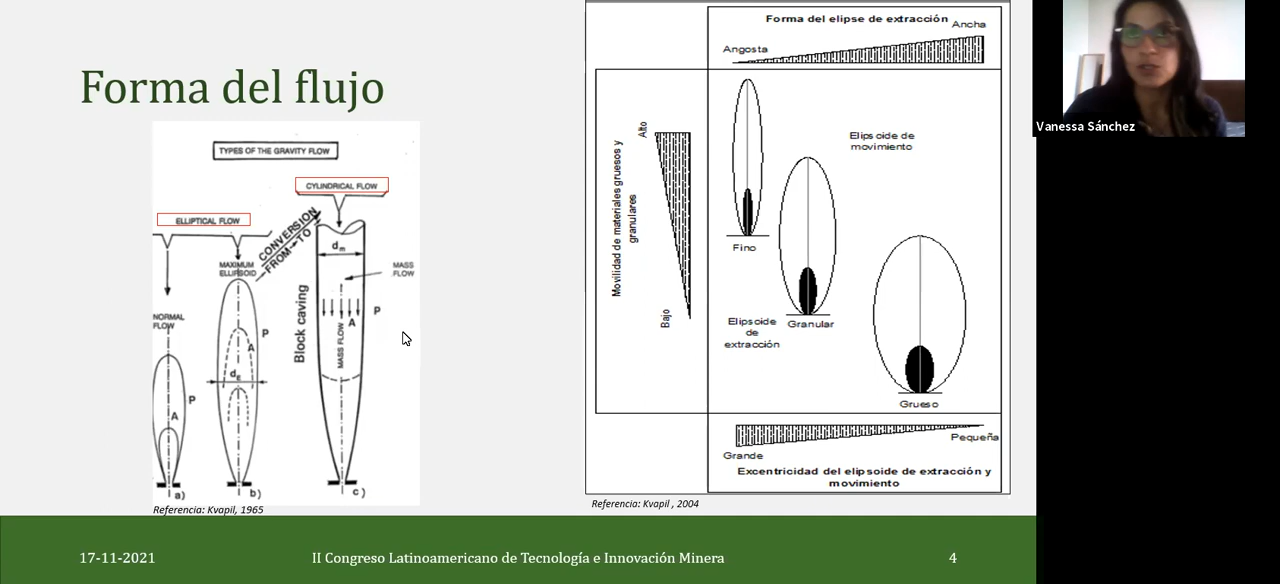 Forma del flujo
TYPES OF THE GRAVITY FLOW
CYLINDRICAL FLOW
ELLIPTICAL FLOW
CONVERSION
FROM → TO
MAXIMUM
ELLIPSOID
NORMAL
FLOW
dm
MASS
FLOW
P
A
Block caving
MASS FLOW
P
A
dE
P
A
a)
b)
c)
Referencia: Kvapil, 1965
Forma del elipse de extracción
Angosta
Ancha
Movilidad de materiales gruesos y
granulares
Alto
Bajo
Elipsoide de
movimiento
Fino
Elipsoide
de
extracción
Granular
Grueso
Grande
Pequeña
Excentricidad del elipsoide de extracción y
movimiento
Referencia: Kvapil , 2004
Vanessa Sánchez
17-11-2021
II Congreso Latinoamericano de Tecnología e Innovación Minera
4